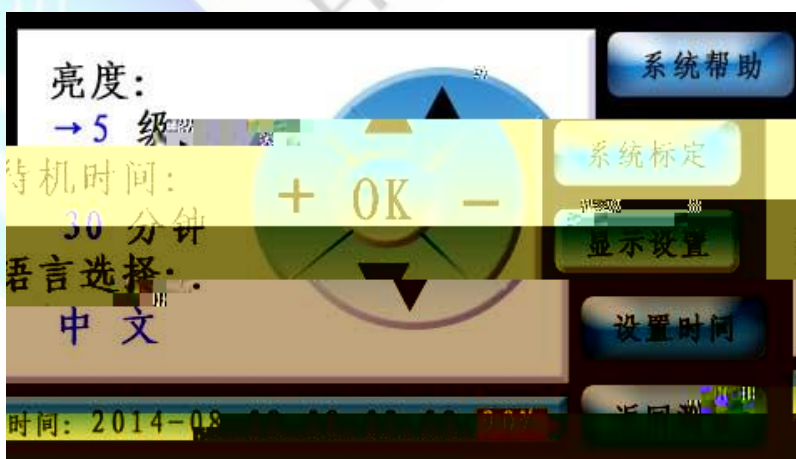 亮度:
→5 级
待机时间:
30 分钟
语言选择:
中 文
+ OK −
系统帮助
系统标定
显示设置
设置时间
时间: 2014-08